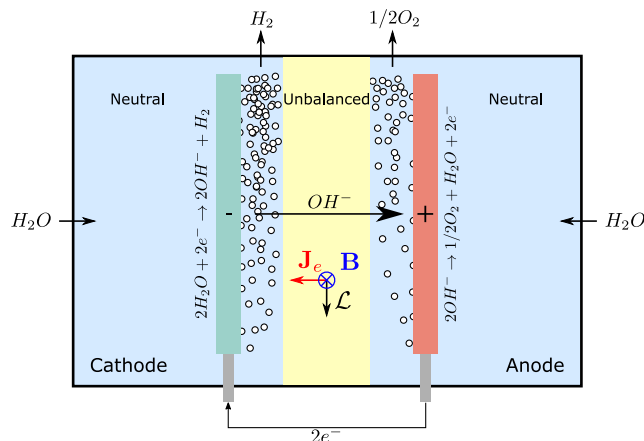 H₂
1/2O₂
Neutral
Unbalanced
Neutral
2H₂O + 2e⁻ → 2OH⁻ + H₂
2OH⁻ → 1/2O₂ + H₂O + 2e⁻
OH⁻
-
+
H₂O
H₂O
J_e
B
ℒ
Cathode
Anode
2e⁻